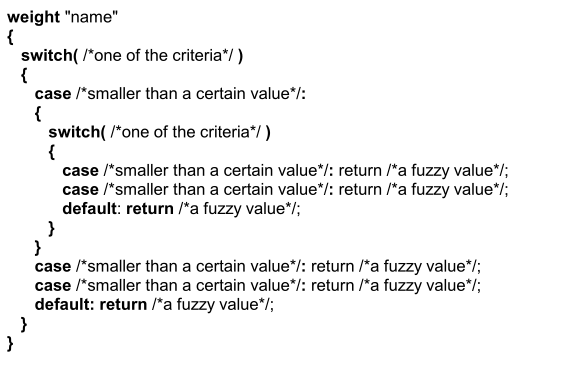 weight "name"
{
switch( /*one of the criteria*/ )
{
case /*smaller than a certain value*/:
{
switch( /*one of the criteria*/ )
{
case /*smaller than a certain value*/: return /*a fuzzy value*/;
case /*smaller than a certain value*/: return /*a fuzzy value*/;
default: return /*a fuzzy value*/;
}
}
case /*smaller than a certain value*/: return /*a fuzzy value*/;
case /*smaller than a certain value*/: return /*a fuzzy value*/;
default: return /*a fuzzy value*/;
}
}